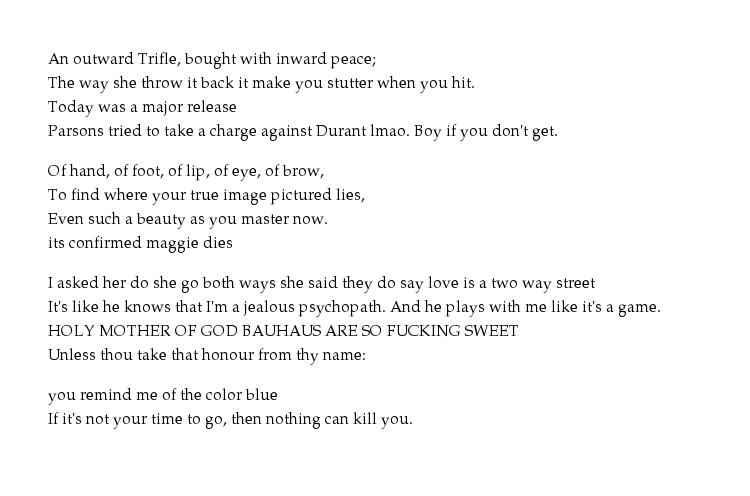 An outward Trifle, bought with inward peace;
The way she throw it back it make you stutter when you hit.
Today was a major release
Parsons tried to take a charge against Durant lmao. Boy if you don't get.
Of hand, of foot, of lip, of eye, of brow,
To find where your true image pictured lies,
Even such a beauty as you master now.
its confirmed maggie dies
I asked her do she go both ways she said they do say love is a two way street
It's like he knows that I'm a jealous psychopath. And he plays with me like it's a game.
HOLY MOTHER OF GOD BAUHAUS ARE SO FUCKING SWEET
Unless thou take that honour from thy name:
you remind me of the color blue
If it's not your time to go, then nothing can kill you.